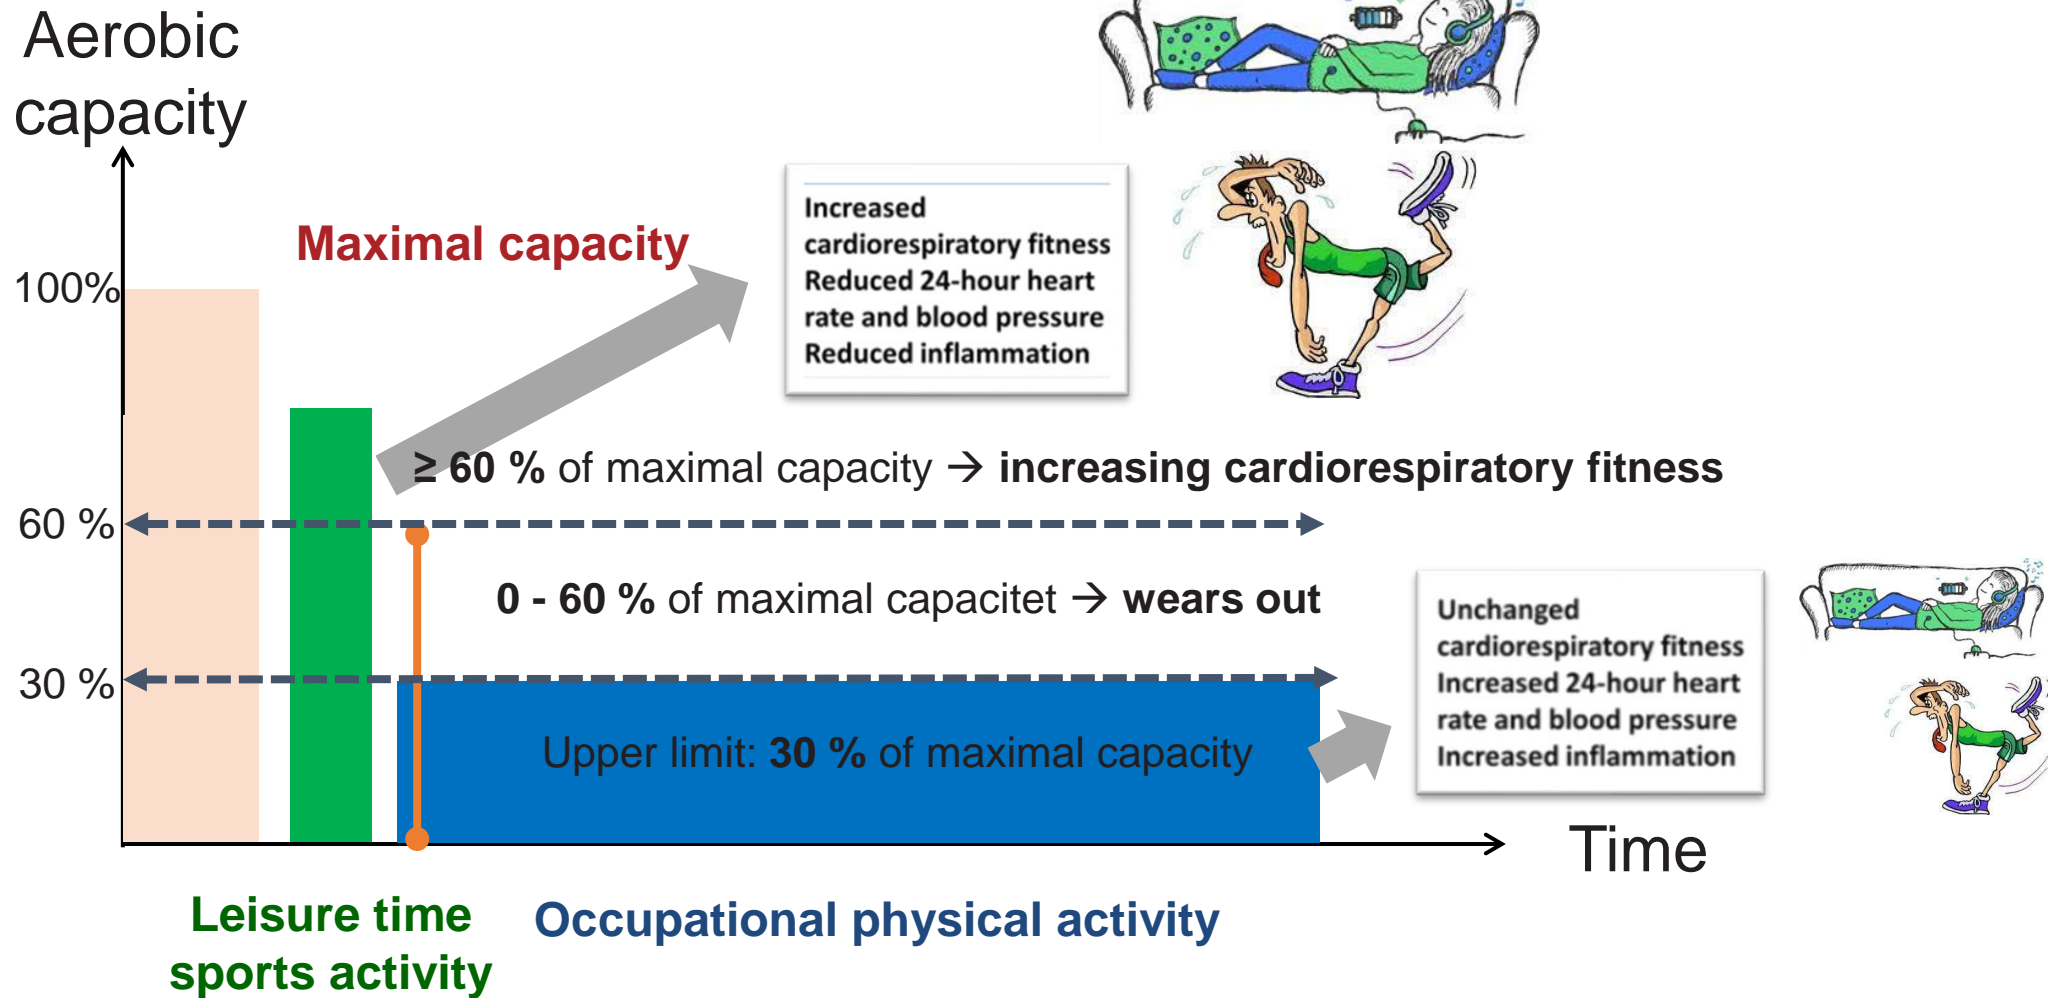 Aerobic
capacity
Maximal capacity
Increased
cardiorespiratory fitness
Reduced 24-hour heart
rate and blood pressure
Reduced inflammation
100%
≥ 60 % of maximal capacity → increasing cardiorespiratory fitness
60 %
0 - 60 % of maximal capacitet → wears out
Unchanged
cardiorespiratory fitness
Increased 24-hour heart
rate and blood pressure
Increased inflammation
30 %
Upper limit: 30 % of maximal capacity
Time
Leisure time
sports activity
Occupational physical activity